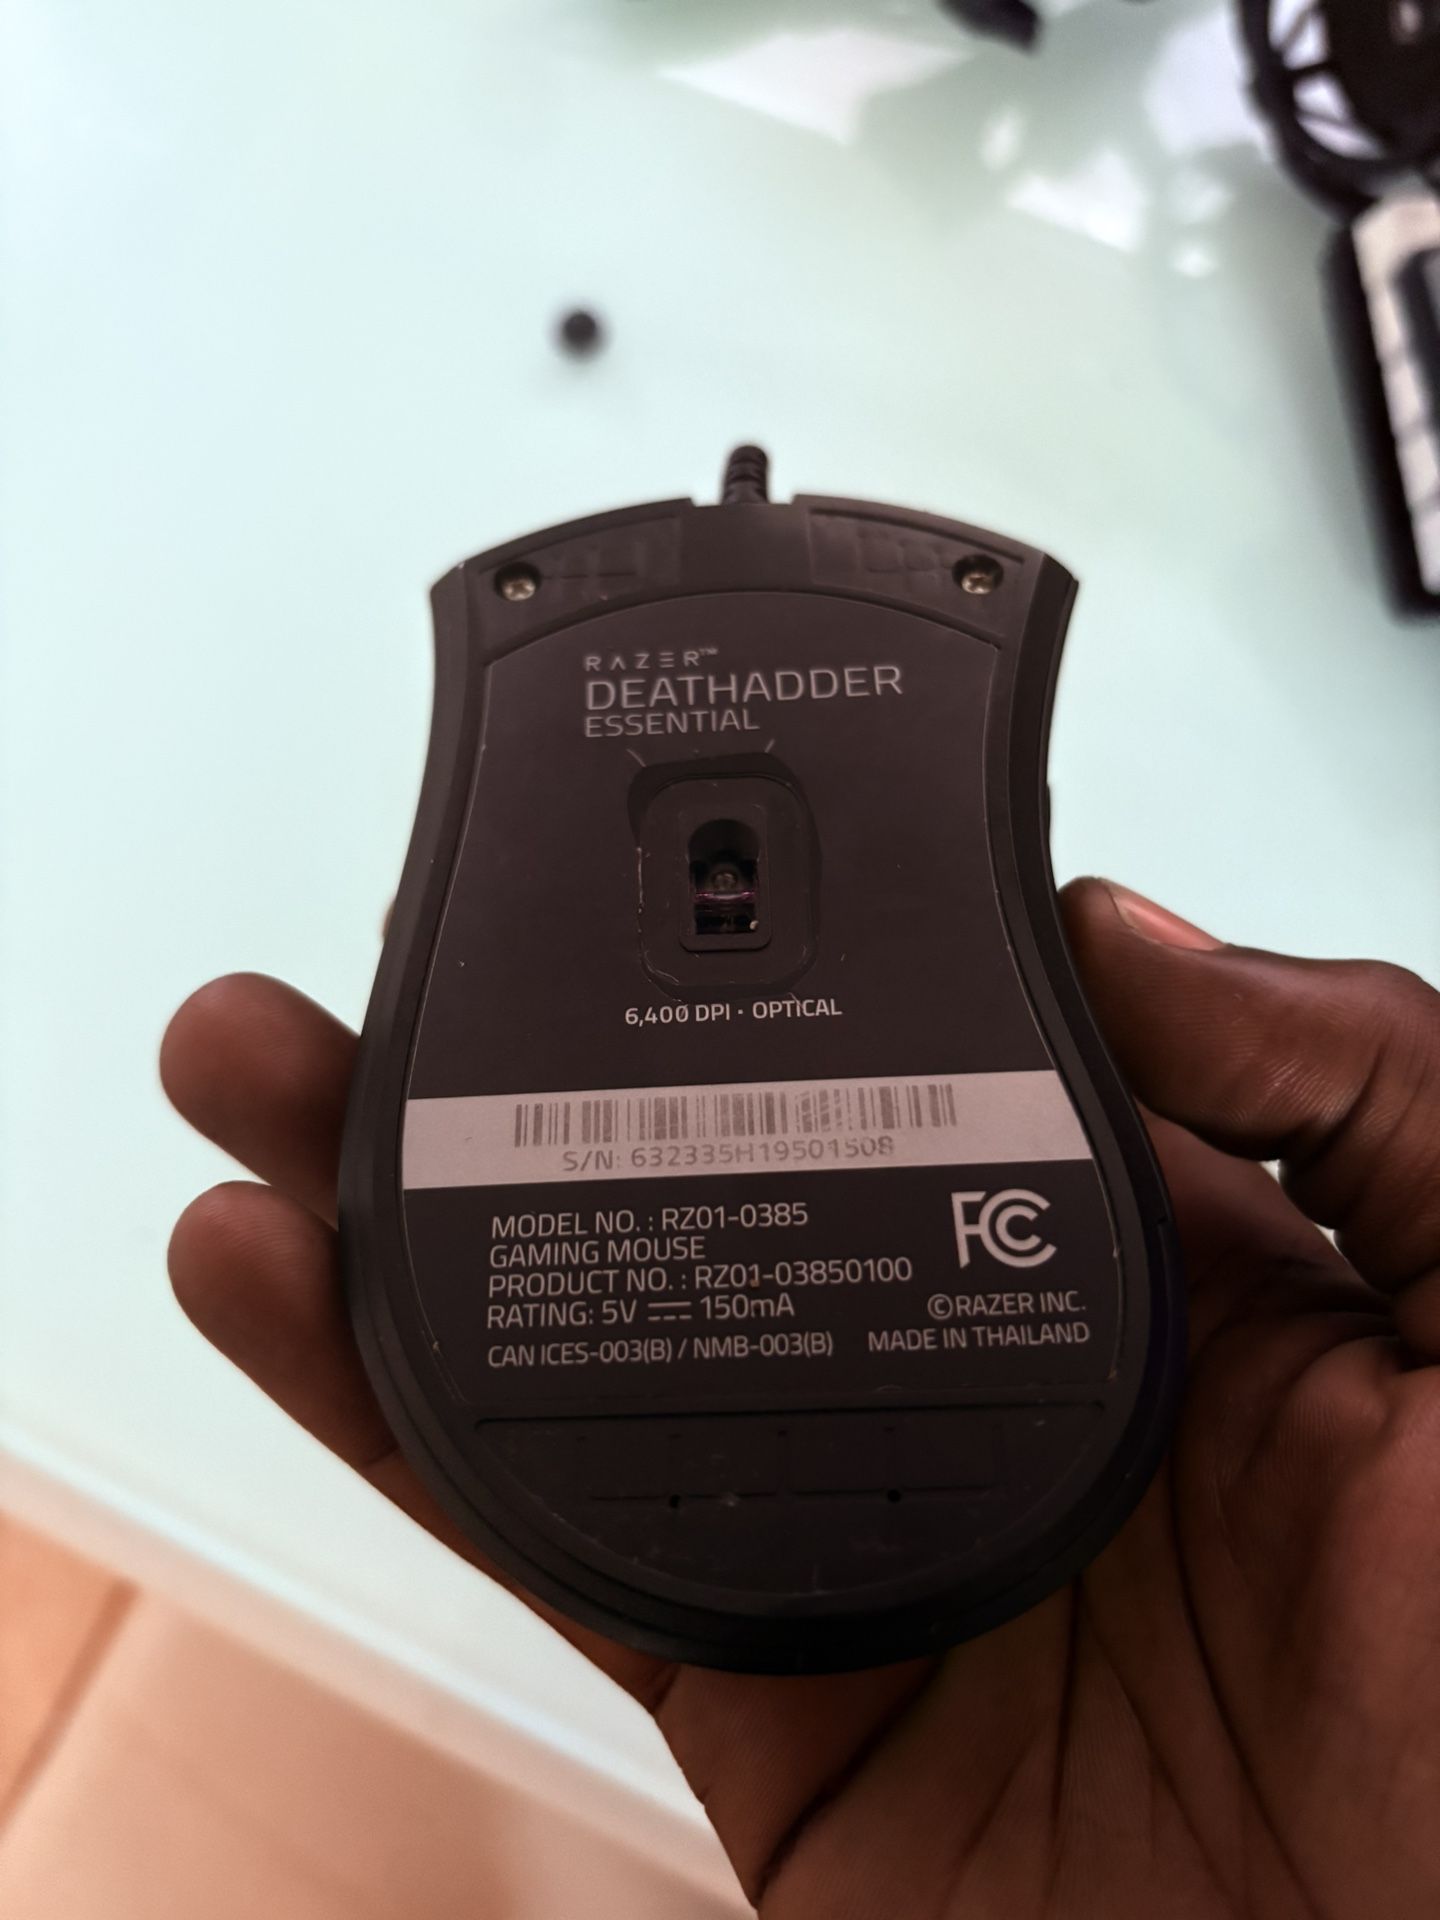 RAZER™
DEATHADDER
ESSENTIAL
6,400 DPI · OPTICAL
S/N: 632335H19501508
MODEL NO. : RZ01-0385
GAMING MOUSE
PRODUCT NO. : RZ01-03850100
RATING: 5V ⎓ 150mA
CAN ICES-003(B) / NMB-003(B)
FC
©RAZER INC.
MADE IN THAILAND